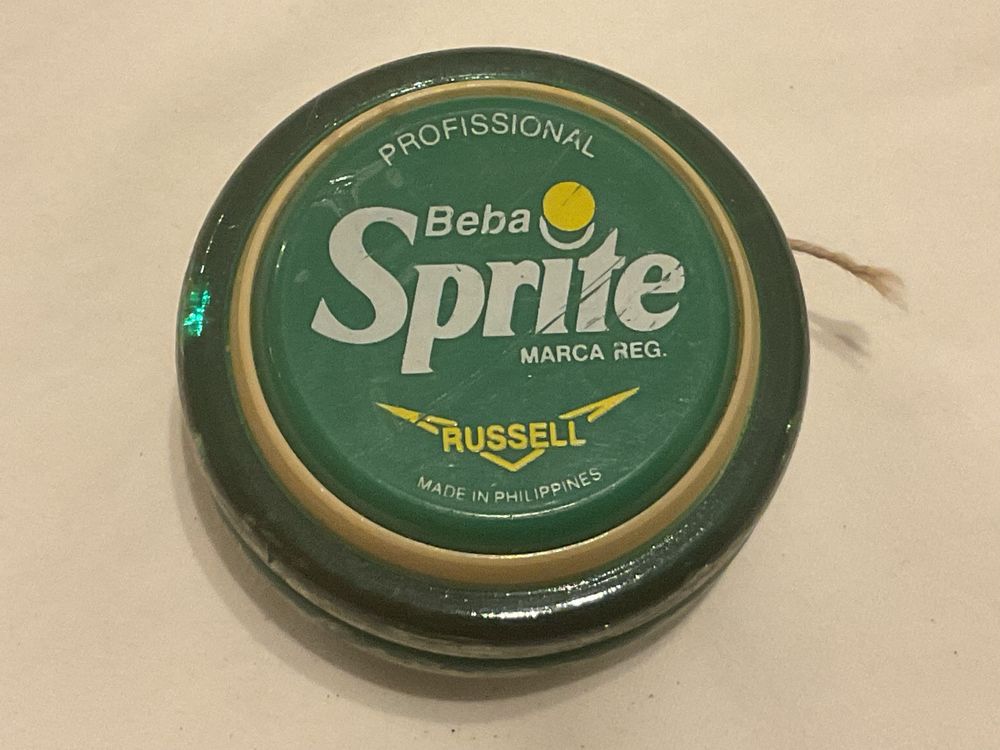 PROFISSIONAL
Beba
Sprite
MARCA REG.
RUSSELL
MADE IN PHILIPPINES